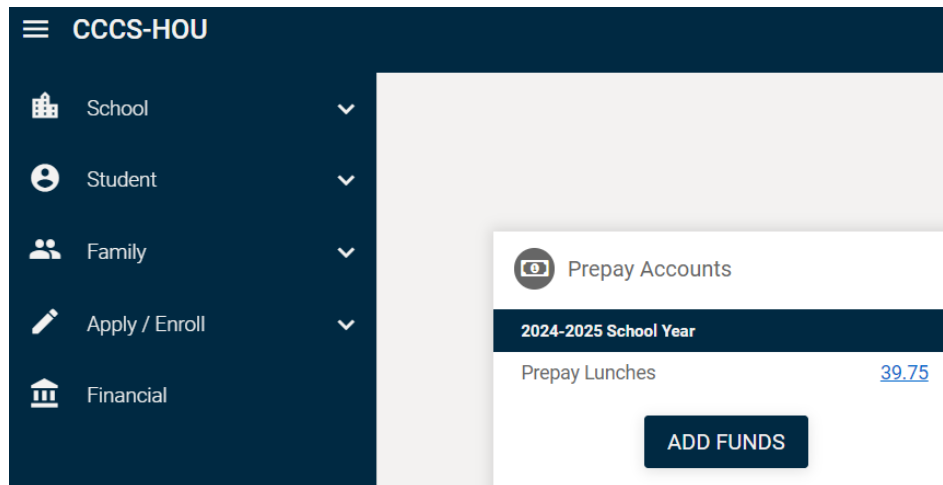 CCCS-HOU
School
Student
Family
Apply / Enroll
Financial
Prepay Accounts
2024-2025 School Year
Prepay Lunches 39.75
ADD FUNDS